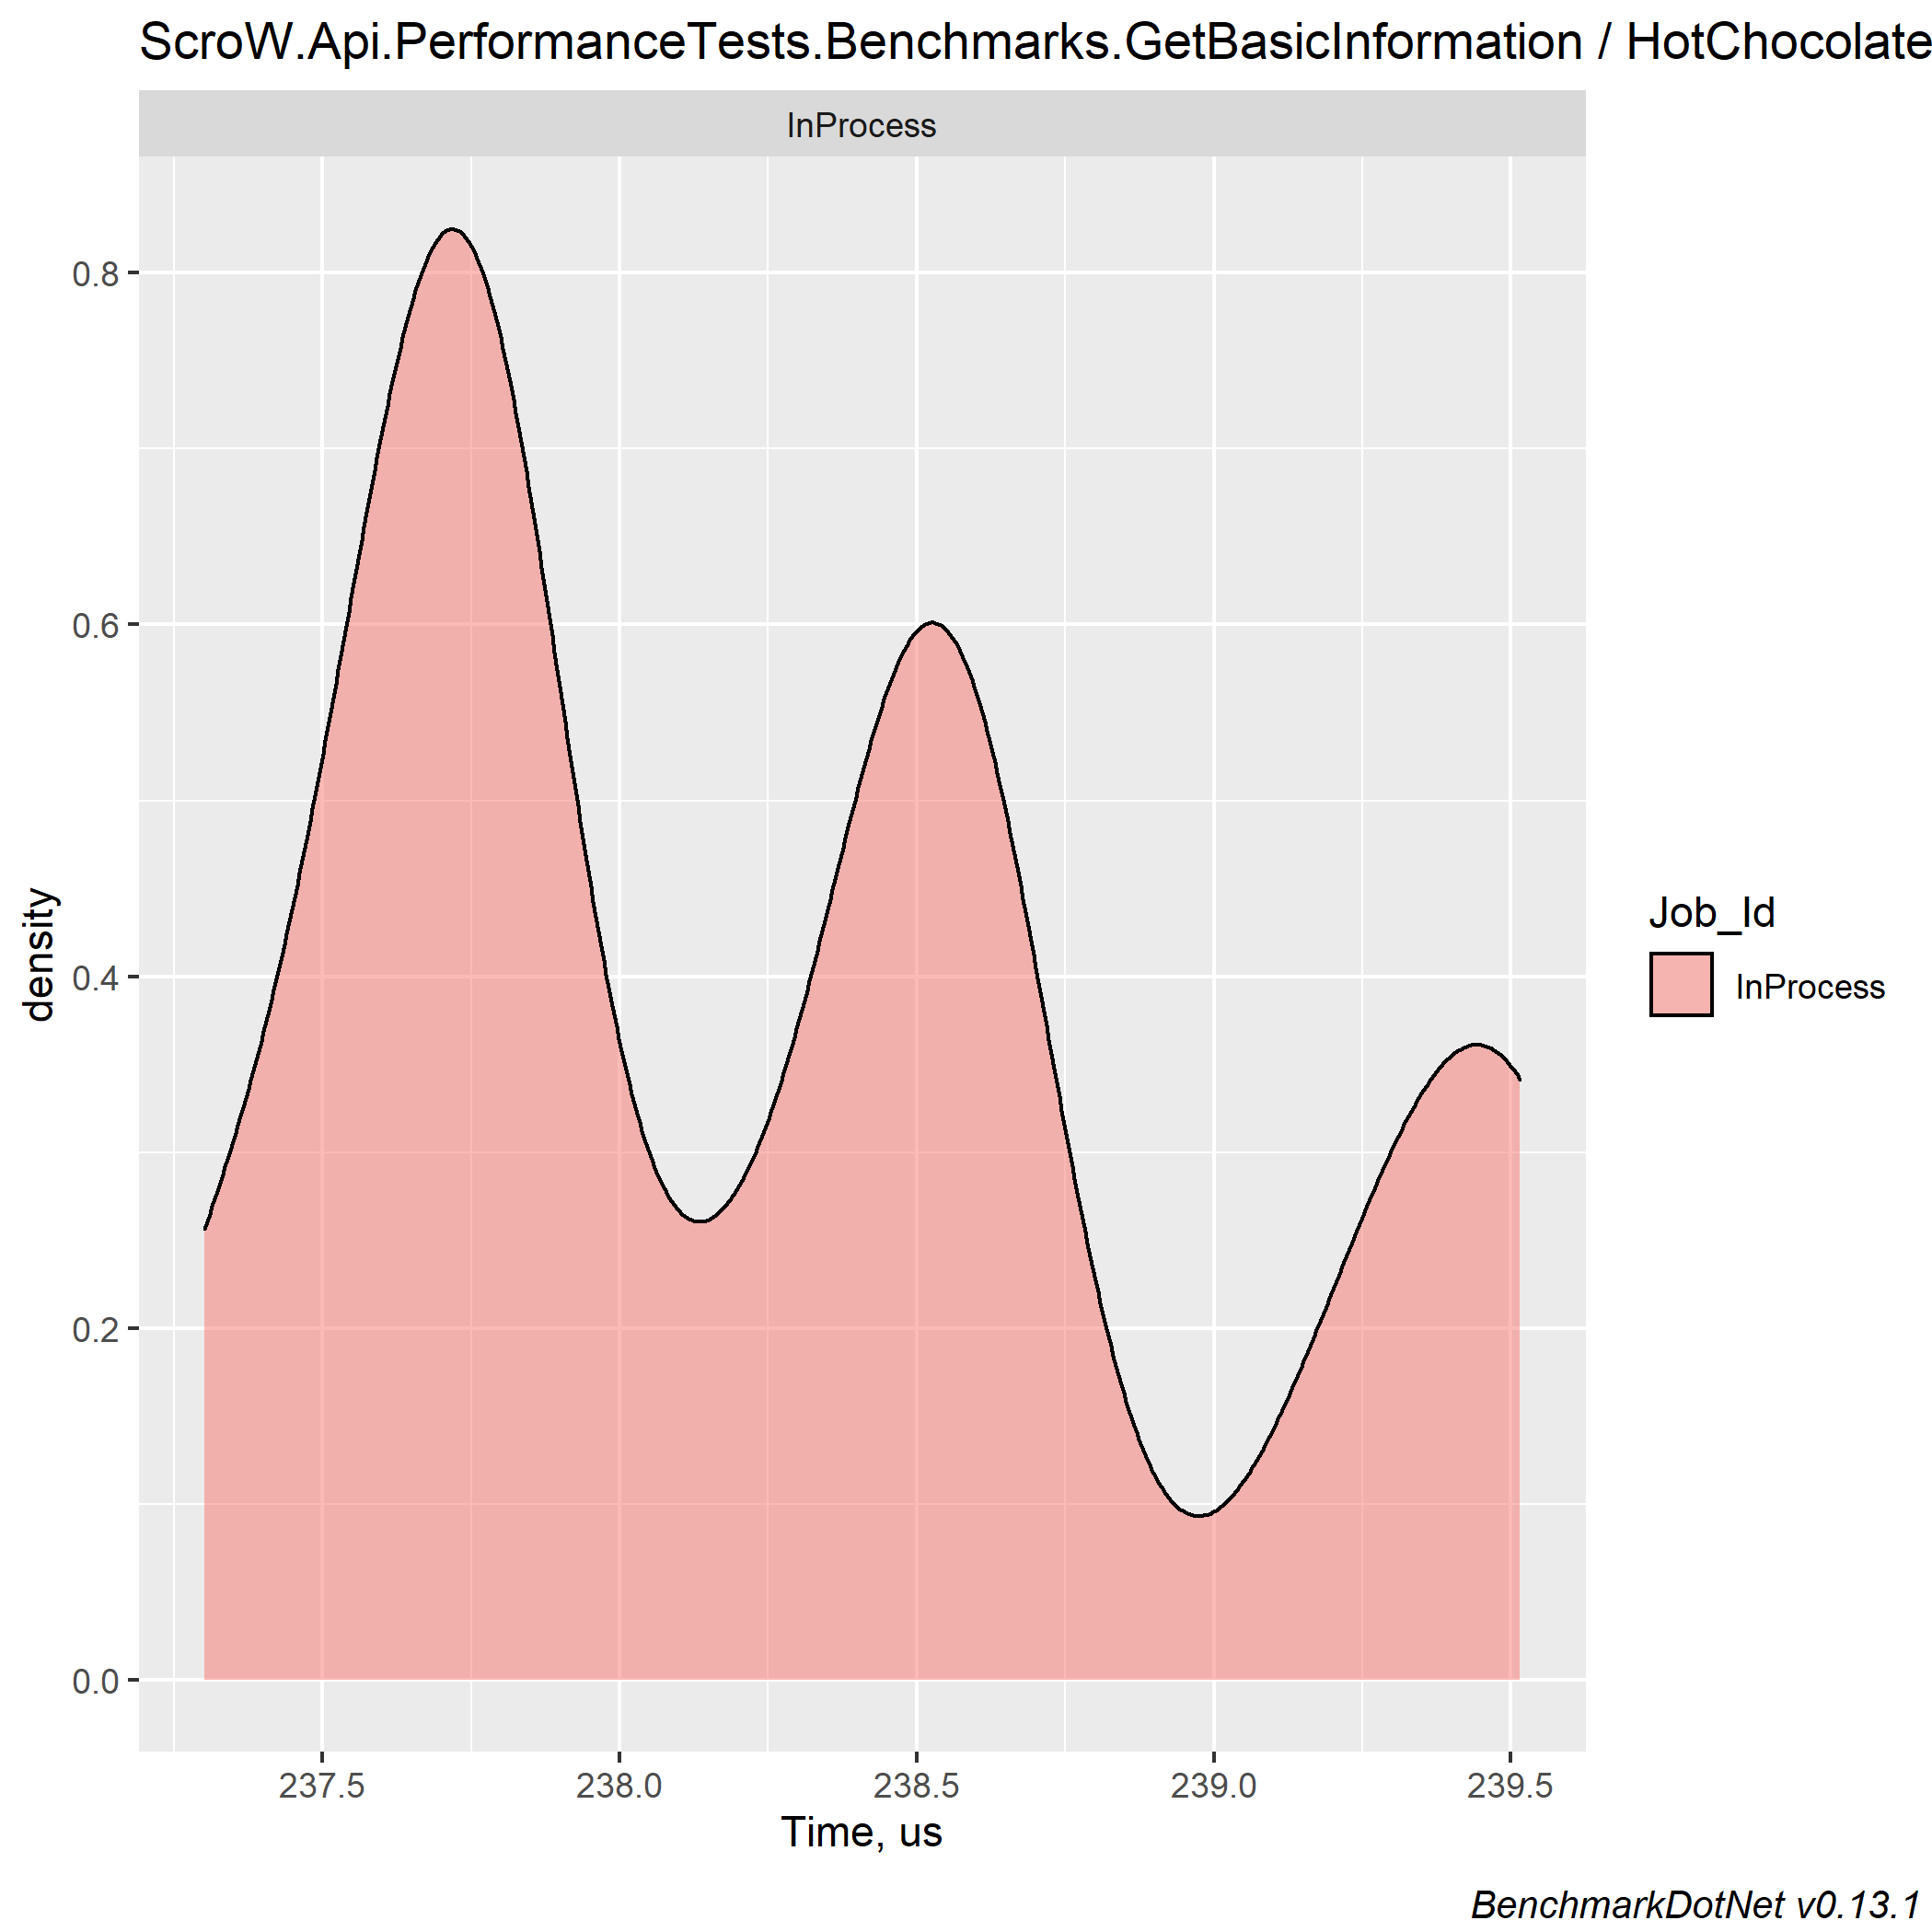 ScroW.Api.PerformanceTests.Benchmarks.GetBasicInformation / HotChocolate
InProcess
0.8
0.6
0.4
0.2
0.0
density
237.5 238.0 238.5 239.0 239.5
Time, us
Job_Id
InProcess
BenchmarkDotNet v0.13.1